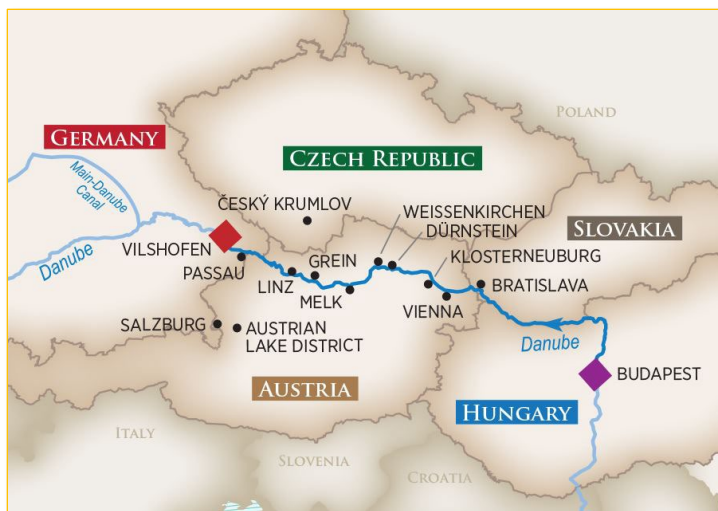 POLAND
GERMANY
CZECH REPUBLIC
Main-Danube
Canal
ČESKÝ KRUMLOV
WEISSENKIRCHEN
DÜRNSTEIN
SLOVAKIA
VILSHOFEN
GREIN
KLOSTERNEUBURG
Danube
PASSAU
LINZ
MELK
VIENNA
BRATISLAVA
SALZBURG
AUSTRIAN
LAKE DISTRICT
Danube
BUDAPEST
AUSTRIA
HUNGARY
ITALY
SLOVENIA
CROATIA